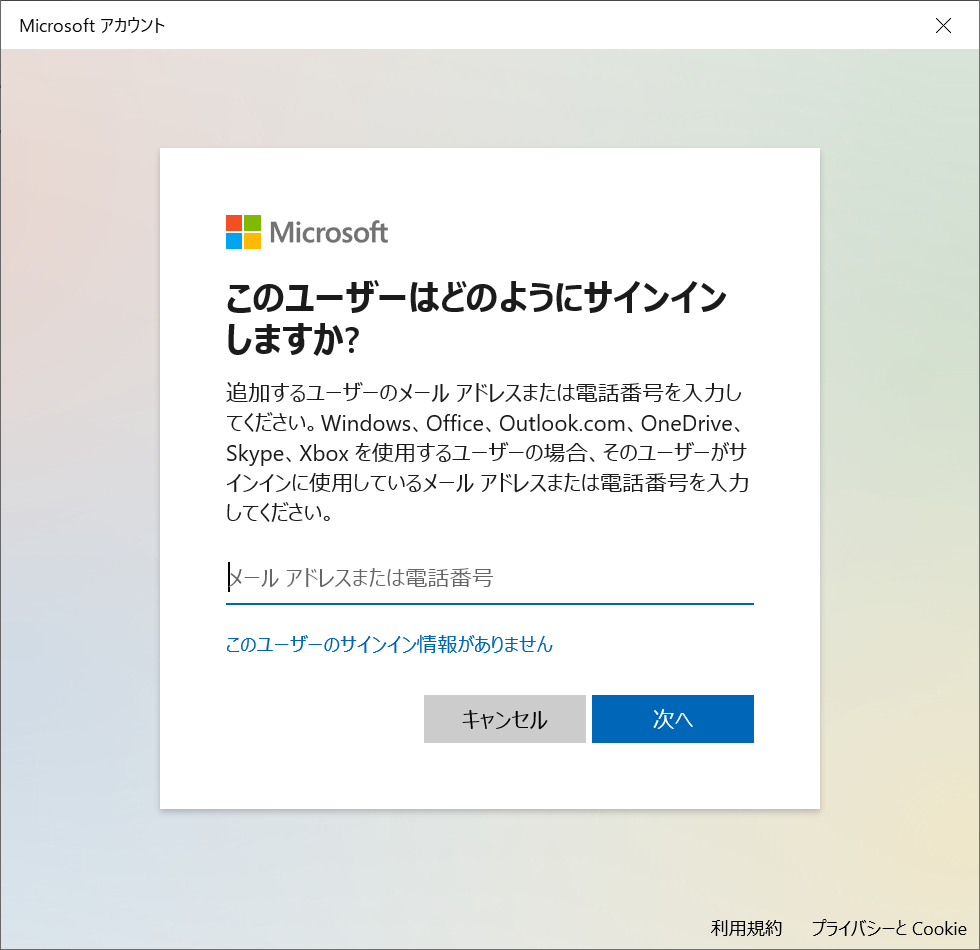 Microsoft アカウント
Microsoft
このユーザーはどのようにサインイン
しますか?
追加するユーザーのメール アドレスまたは電話番号を入力し
てください。Windows、Office、Outlook.com、OneDrive、
Skype、Xbox を使用するユーザーの場合、そのユーザーがサ
インインに使用しているメール アドレスまたは電話番号を入力
してください。
メール アドレスまたは電話番号
このユーザーのサインイン情報がありません
キャンセル
次へ
利用規約
プライバシーと Cookie